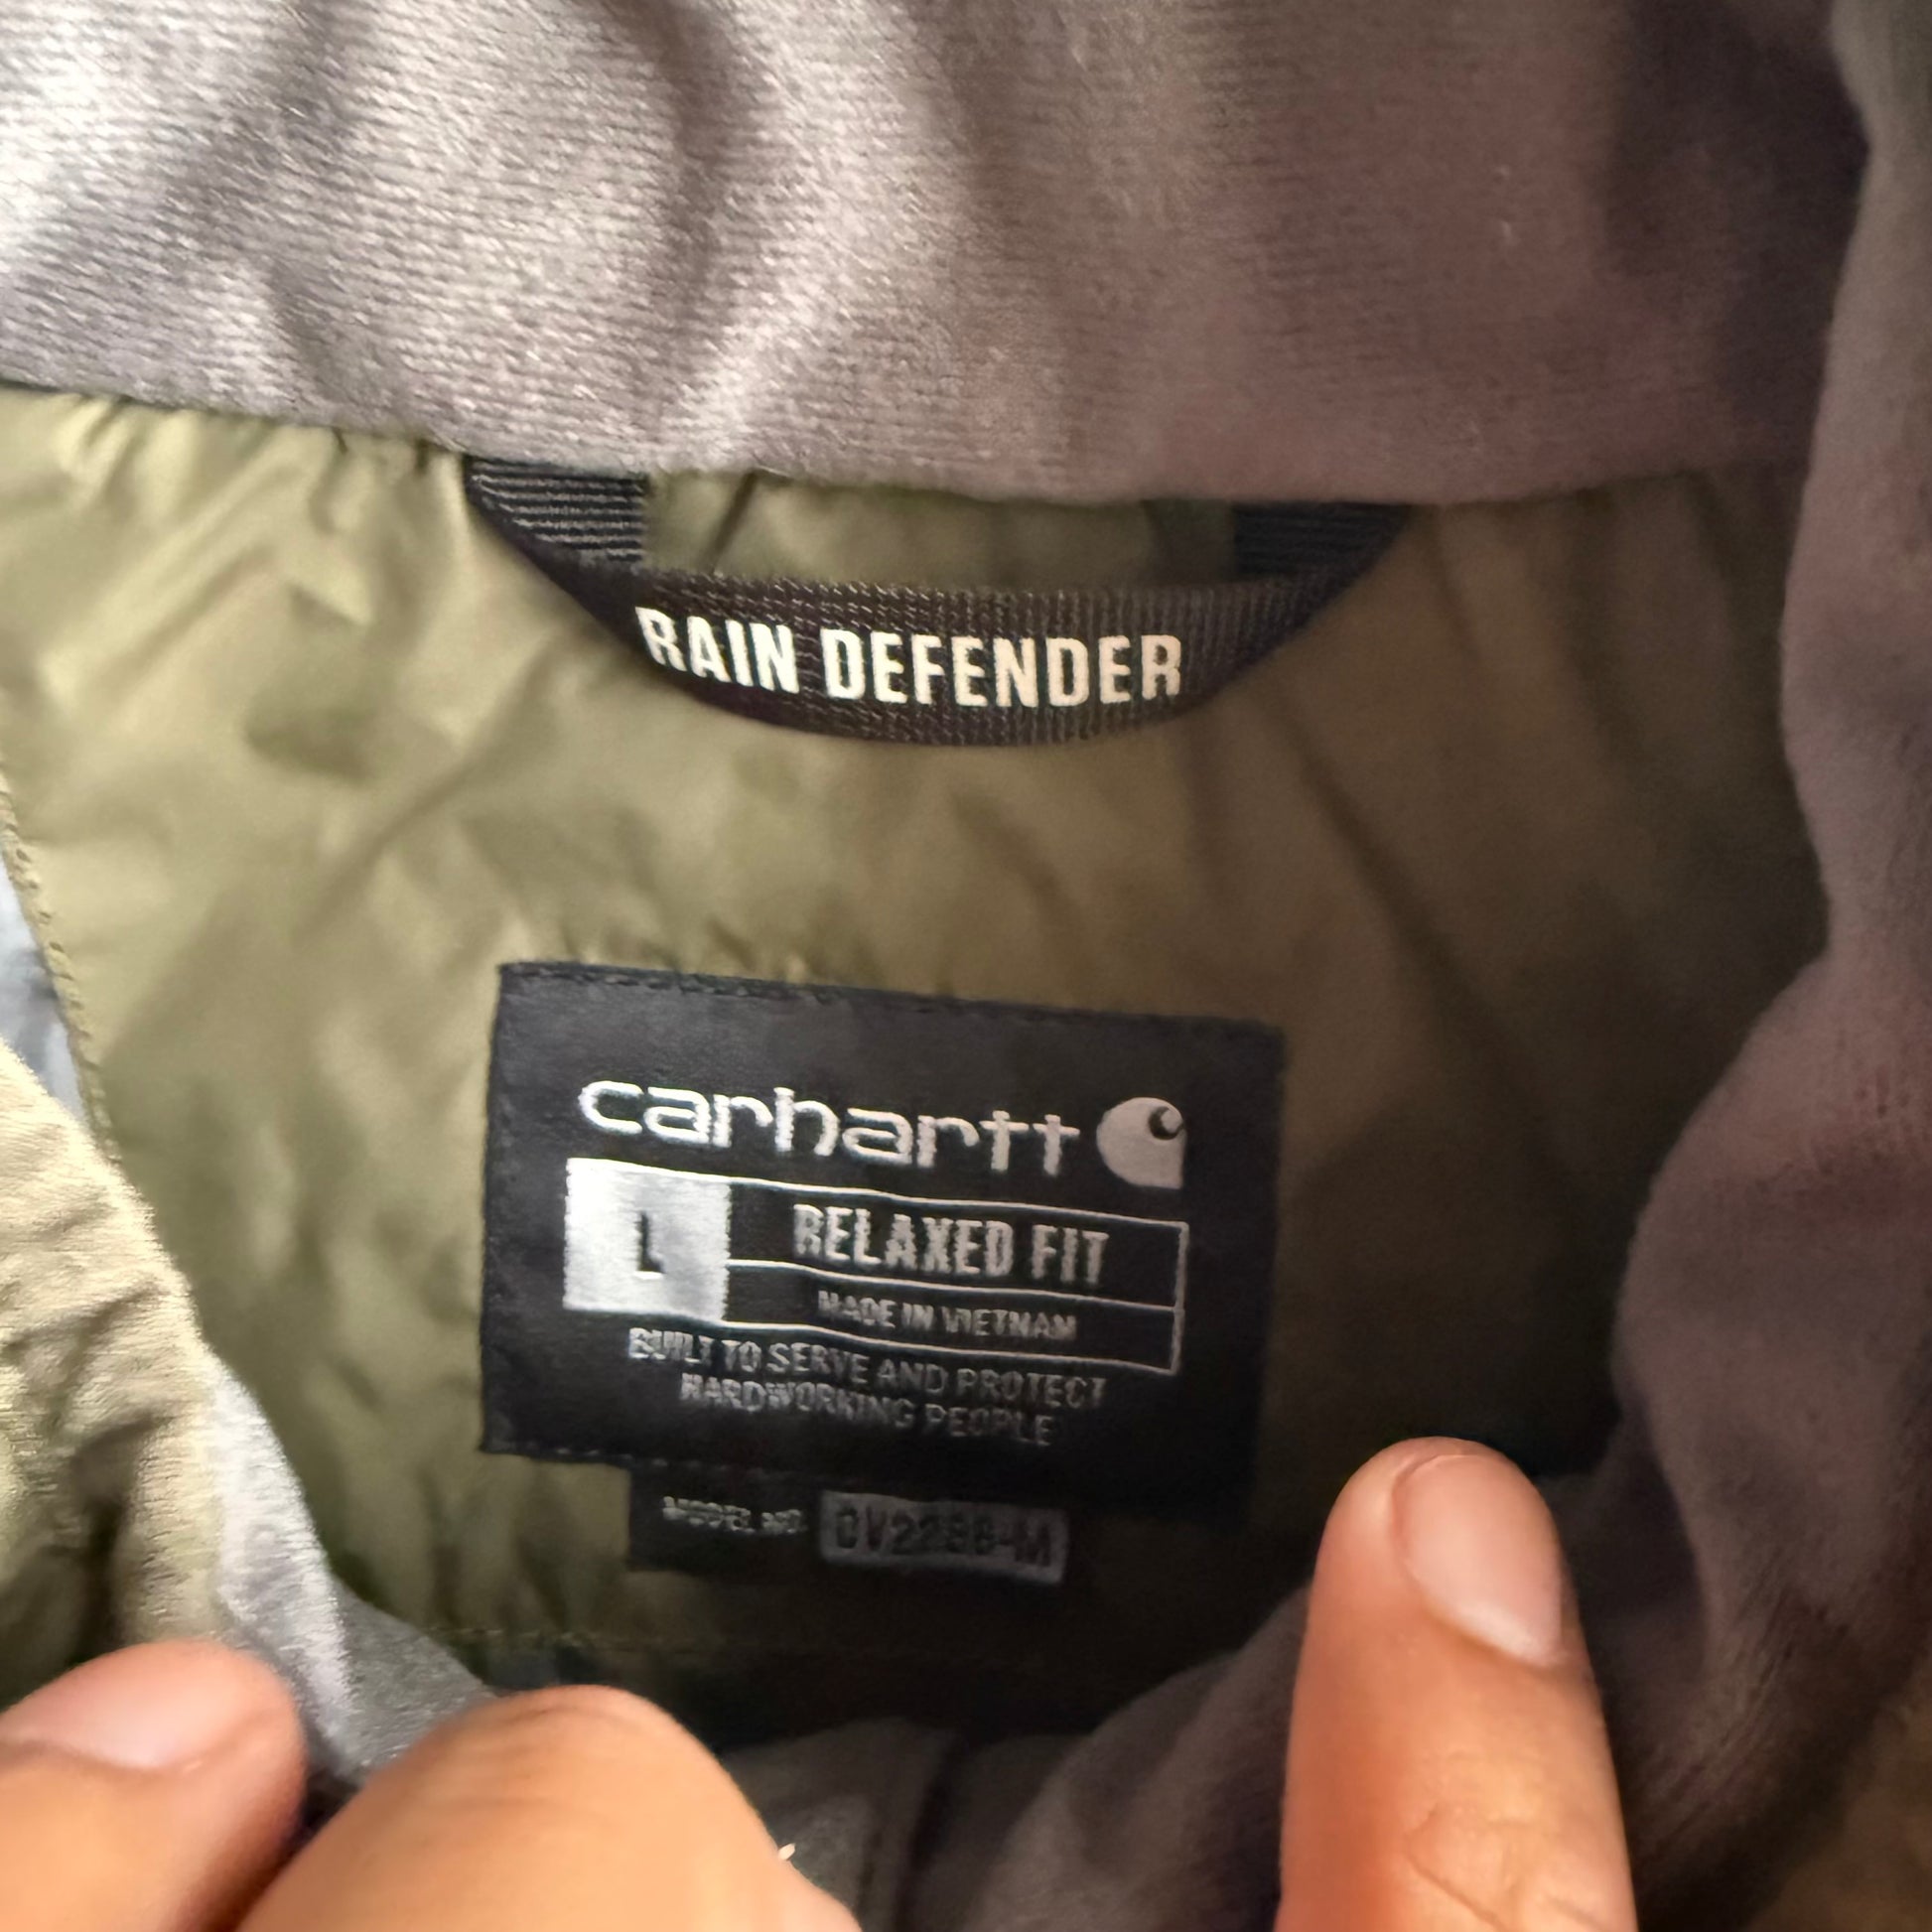 RAIN DEFENDER
carhartt
L
RELAXED FIT
MADE IN VIETNAM
BUILT TO SERVE AND PROTECT
HARDWORKING PEOPLE
MODEL NO.